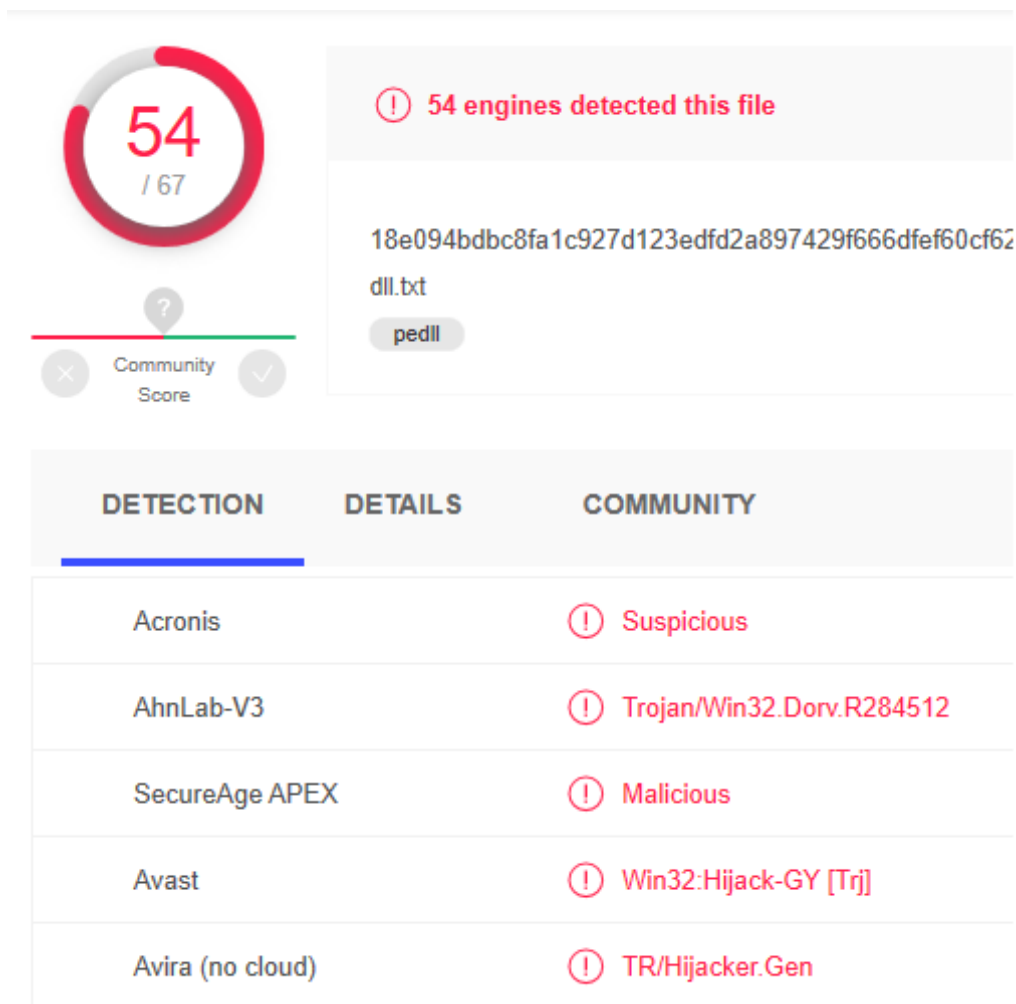 54
/ 67
54 engines detected this file
18e094bdbc8fa1c927d123edfd2a897429f666dfef60cf62
dll.txt
pedll
?
Community
Score
DETECTION DETAILS COMMUNITY
Acronis Suspicious
AhnLab-V3 Trojan/Win32.Dorv.R284512
SecureAge APEX Malicious
Avast Win32:Hijack-GY [Trj]
Avira (no cloud) TR/Hijacker.Gen